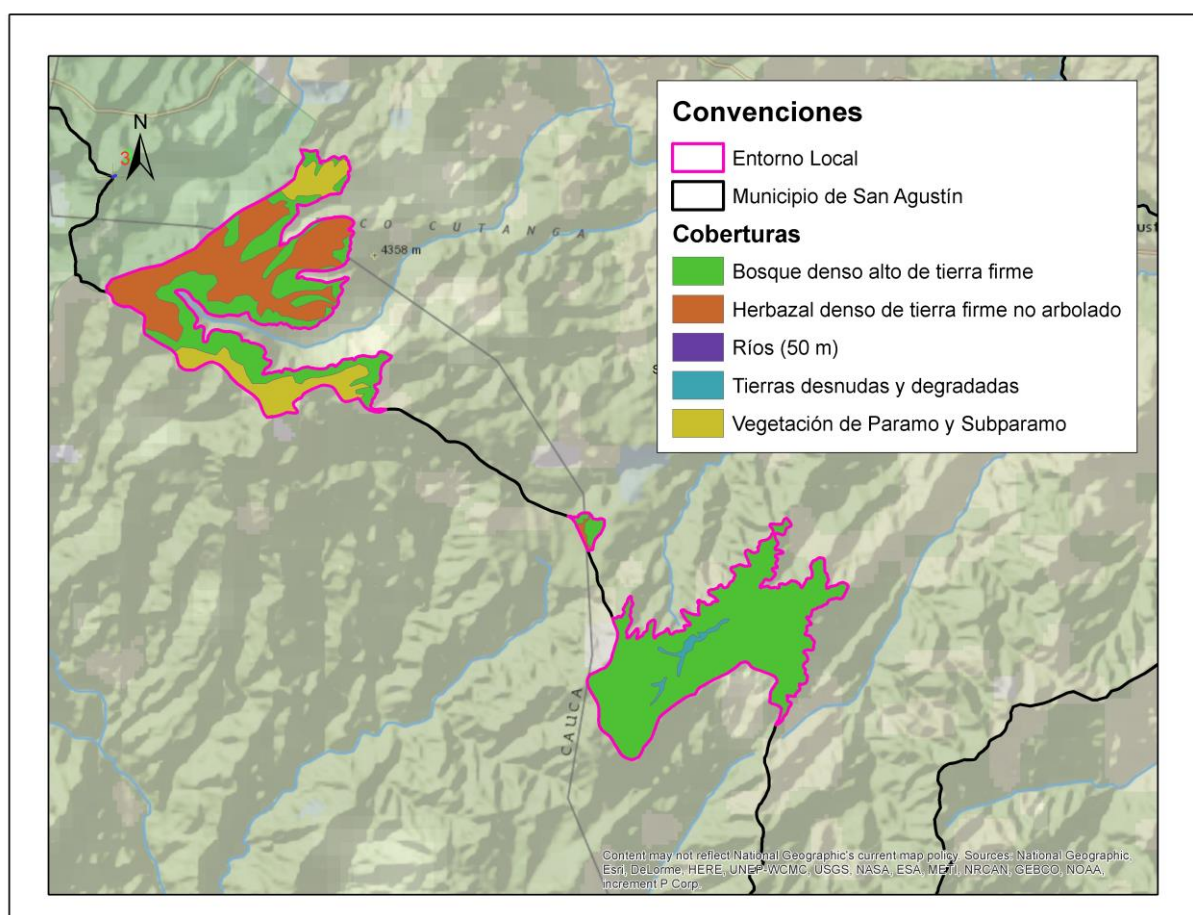 N
3
CO CUTANGA
4358 m
CAUCA
Convenciones
Entorno Local
Municipio de San Agustín
Coberturas
Bosque denso alto de tierra firme
Herbazal denso de tierra firme no arbolado
Ríos (50 m)
Tierras desnudas y degradadas
Vegetación de Paramo y Subparamo
Content may not reflect National Geographic's current map policy. Sources: National Geographic,
Esri, DeLorme, HERE, UNEP-WCMC, USGS, NASA, ESA, METI, NRCAN, GEBCO, NOAA,
increment P Corp.